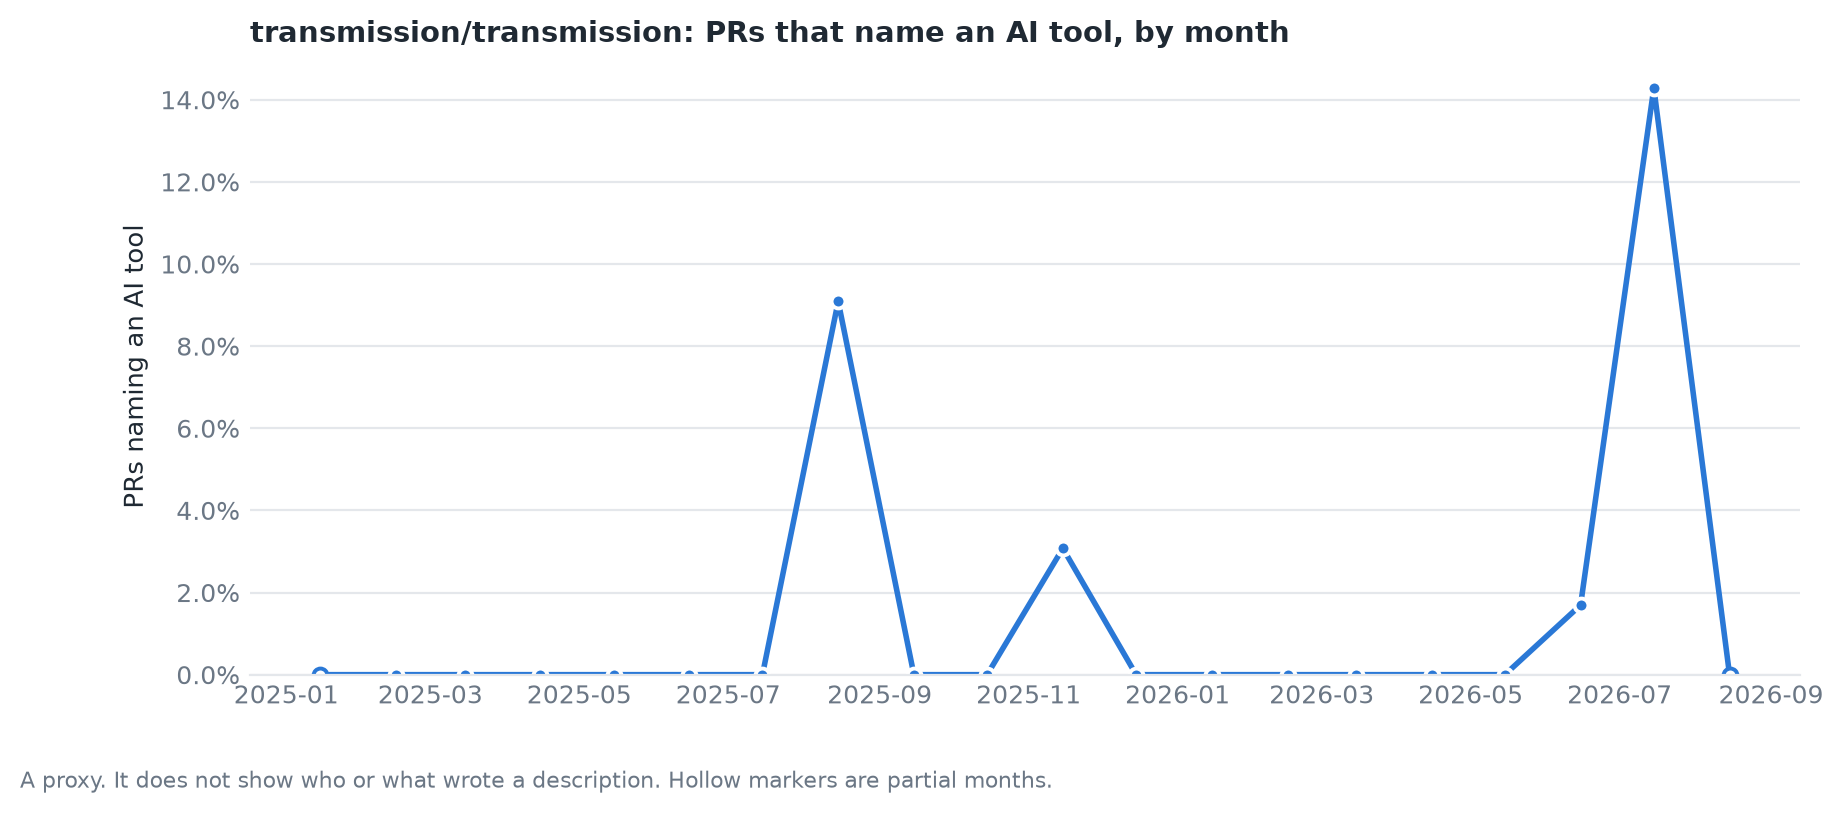 transmission/transmission: PRs that name an AI tool, by month
PRs naming an AI tool
14.0%
12.0%
10.0%
8.0%
6.0%
4.0%
2.0%
0.0%
2025-01 2025-03 2025-05 2025-07 2025-09 2025-11 2026-01 2026-03 2026-05 2026-07 2026-09
A proxy. It does not show who or what wrote a description. Hollow markers are partial months.